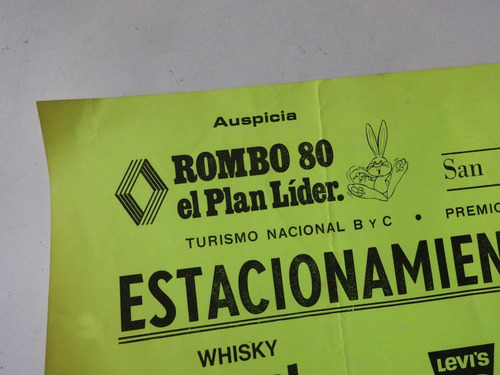 Auspicia
ROMBO 80
el Plan Líder.
San
TURISMO NACIONAL B y C • PREMIO
ESTACIONAMIEN
WHISKY
Levi's